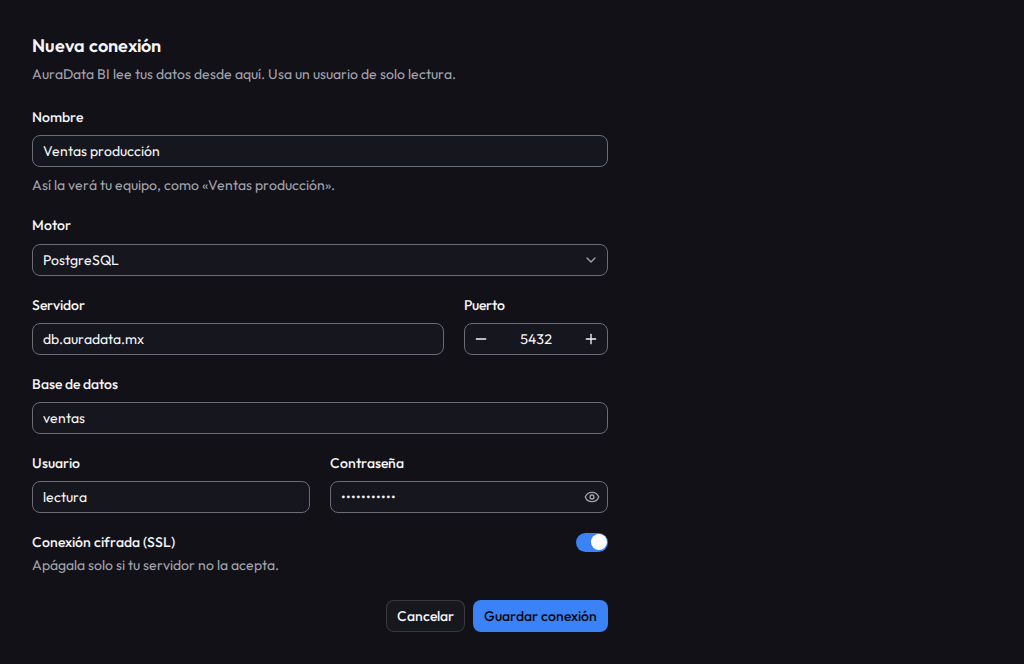 Nueva conexión
AuraData BI lee tus datos desde aquí. Usa un usuario de solo lectura.
Nombre
Ventas producción
Así la verá tu equipo, como «Ventas producción».
Motor
PostgreSQL
Servidor
Puerto
db.auradata.mx
5432
Base de datos
ventas
Usuario
Contraseña
lectura
•••••••••••
Conexión cifrada (SSL)
Apágala solo si tu servidor no la acepta.
Cancelar
Guardar conexión